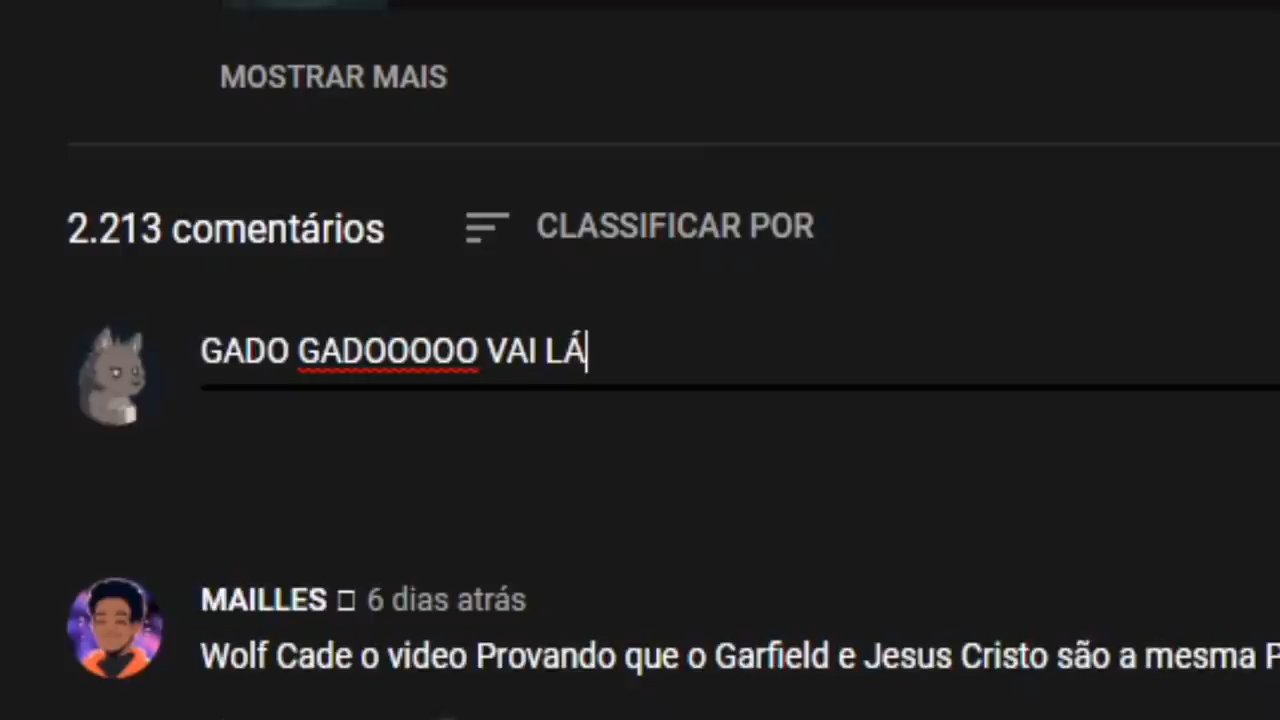 MOSTRAR MAIS
2.213 comentários CLASSIFICAR POR
GADO GADOOOOO VAI LÁ
MAILLES 6 dias atrás
Wolf Cade o video Provando que o Garfield e Jesus Cristo são a mesma P